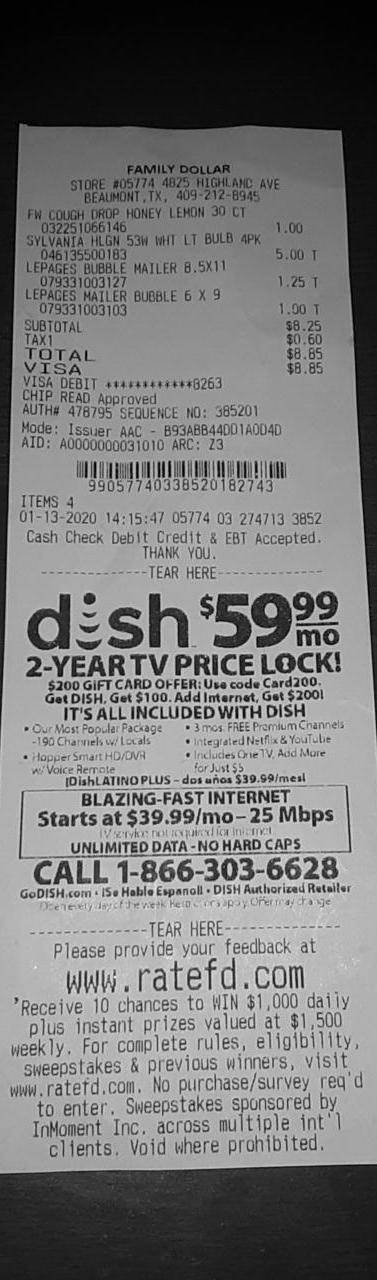 FAMILY DOLLAR
STORE #05774 4825 HIGHLAND AVE
BEAUMONT,TX, 409-212-8945
FW COUGH DROP HONEY LEMON 30 CT
032251066146 1.00
SYLVANIA HLGN 53W WHT LT BULB 4PK
046135500183 5.00 T
LEPAGES BUBBLE MAILER 8.5X11
079331003127 1.25 T
LEPAGES MAILER BUBBLE 6 X 9
079331003103 1.00 T
SUBTOTAL $8.25
TAX1 $0.60
TOTAL $8.85
VISA $8.85
VISA DEBIT ************8263
CHIP READ Approved
AUTH# 478795 SEQUENCE NO: 385201
Mode: Issuer AAC - B93ABB44DD1A0D4D
AID: A0000000031010 ARC: Z3
99057740338520182743
ITEMS 4
01-13-2020 14:15:47 05774 03 274713 3852
Cash Check Debit Credit & EBT Accepted.
THANK YOU.
--------------TEAR HERE--------------
dish $59.99 mo
2-YEAR TV PRICE LOCK!
$200 GIFT CARD OFFER: Use code Card200.
Get DISH, Get $100. Add Internet, Get $200!
IT'S ALL INCLUDED WITH DISH
• Our Most Popular Package
-190 Channels w/ Locals
• Hopper Smart HD/DVR
w/ Voice Remote
• 3 mos. FREE Premium Channels
• Integrated Netflix & YouTube
• Includes One TV, Add More
for Just $5
¡DishLATINO PLUS – dos años $39.99/mes!
BLAZING-FAST INTERNET
Starts at $39.99/mo – 25 Mbps
TV service not required for Internet
UNLIMITED DATA - NO HARD CAPS
CALL 1-866-303-6628
GoDISH.com • ¡Se Hable Espanol! • DISH Authorized Retailer
Open every day of the week. Restrictions apply. Offer may change
--------------TEAR HERE--------------
Please provide your feedback at
www.ratefd.com
'Receive 10 chances to WIN $1,000 daily
plus instant prizes valued at $1,500
weekly. For complete rules, eligibility,
sweepstakes & previous winners, visit
www.ratefd.com. No purchase/survey req'd
to enter. Sweepstakes sponsored by
InMoment Inc. across multiple int'l
clients. Void where prohibited.